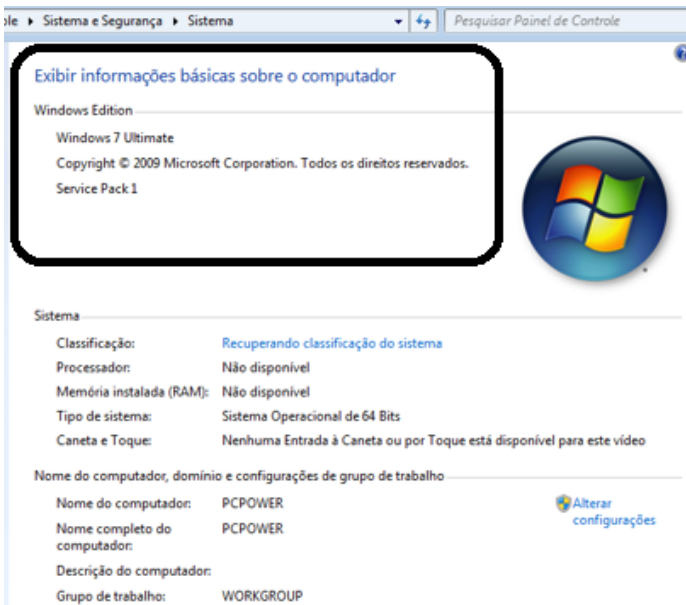 ole ▸ Sistema e Segurança ▸ Sistema
Pesquisar Painel de Controle
Exibir informações básicas sobre o computador
Windows Edition
Windows 7 Ultimate
Copyright © 2009 Microsoft Corporation. Todos os direitos reservados.
Service Pack 1
Sistema
Classificação: Recuperando classificação do sistema
Processador: Não disponível
Memória instalada (RAM): Não disponível
Tipo de sistema: Sistema Operacional de 64 Bits
Caneta e Toque: Nenhuma Entrada à Caneta ou por Toque está disponível para este vídeo
Nome do computador, domínio e configurações de grupo de trabalho
Nome do computador: PCPOWER
Alterar
configurações
Nome completo do
computador: PCPOWER
Descrição do computador:
Grupo de trabalho: WORKGROUP